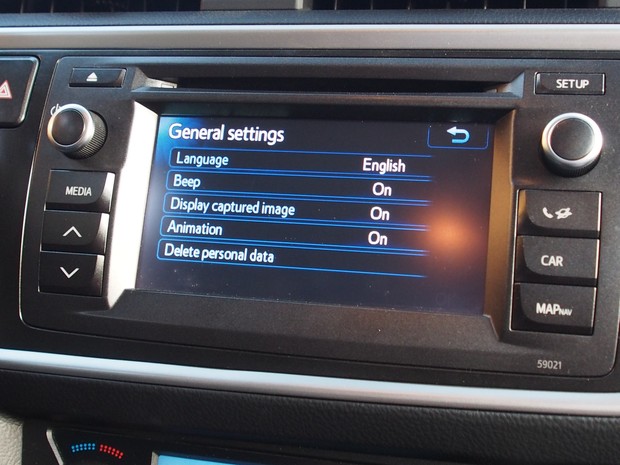 SETUP
General settings
Language English
Beep On
Display captured image On
Animation On
Delete personal data
MEDIA
CAR
MAP NAV
59021